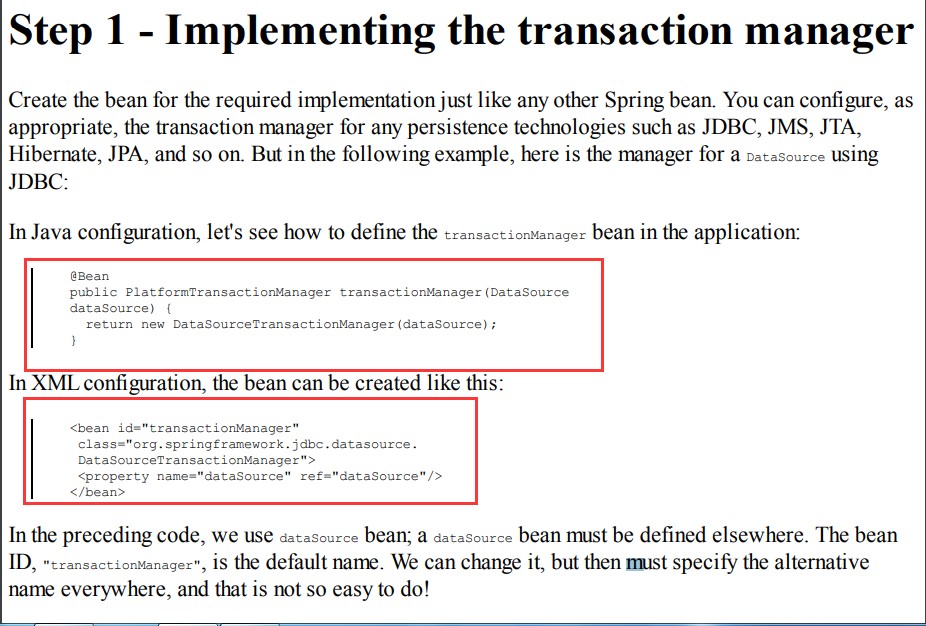 Step 1 - Implementing the transaction manager
Create the bean for the required implementation just like any other Spring bean. You can configure, as
appropriate, the transaction manager for any persistence technologies such as JDBC, JMS, JTA,
Hibernate, JPA, and so on. But in the following example, here is the manager for a DataSource using
JDBC:
In Java configuration, let's see how to define the transactionManager bean in the application:
@Bean
public PlatformTransactionManager transactionManager(DataSource
dataSource) {
return new DataSourceTransactionManager(dataSource);
}
In XML configuration, the bean can be created like this:
<bean id="transactionManager"
class="org.springframework.jdbc.datasource.
DataSourceTransactionManager">
<property name="dataSource" ref="dataSource"/>
</bean>
In the preceding code, we use dataSource bean; a dataSource bean must be defined elsewhere. The bean
ID, "transactionManager", is the default name. We can change it, but then must specify the alternative
name everywhere, and that is not so easy to do!